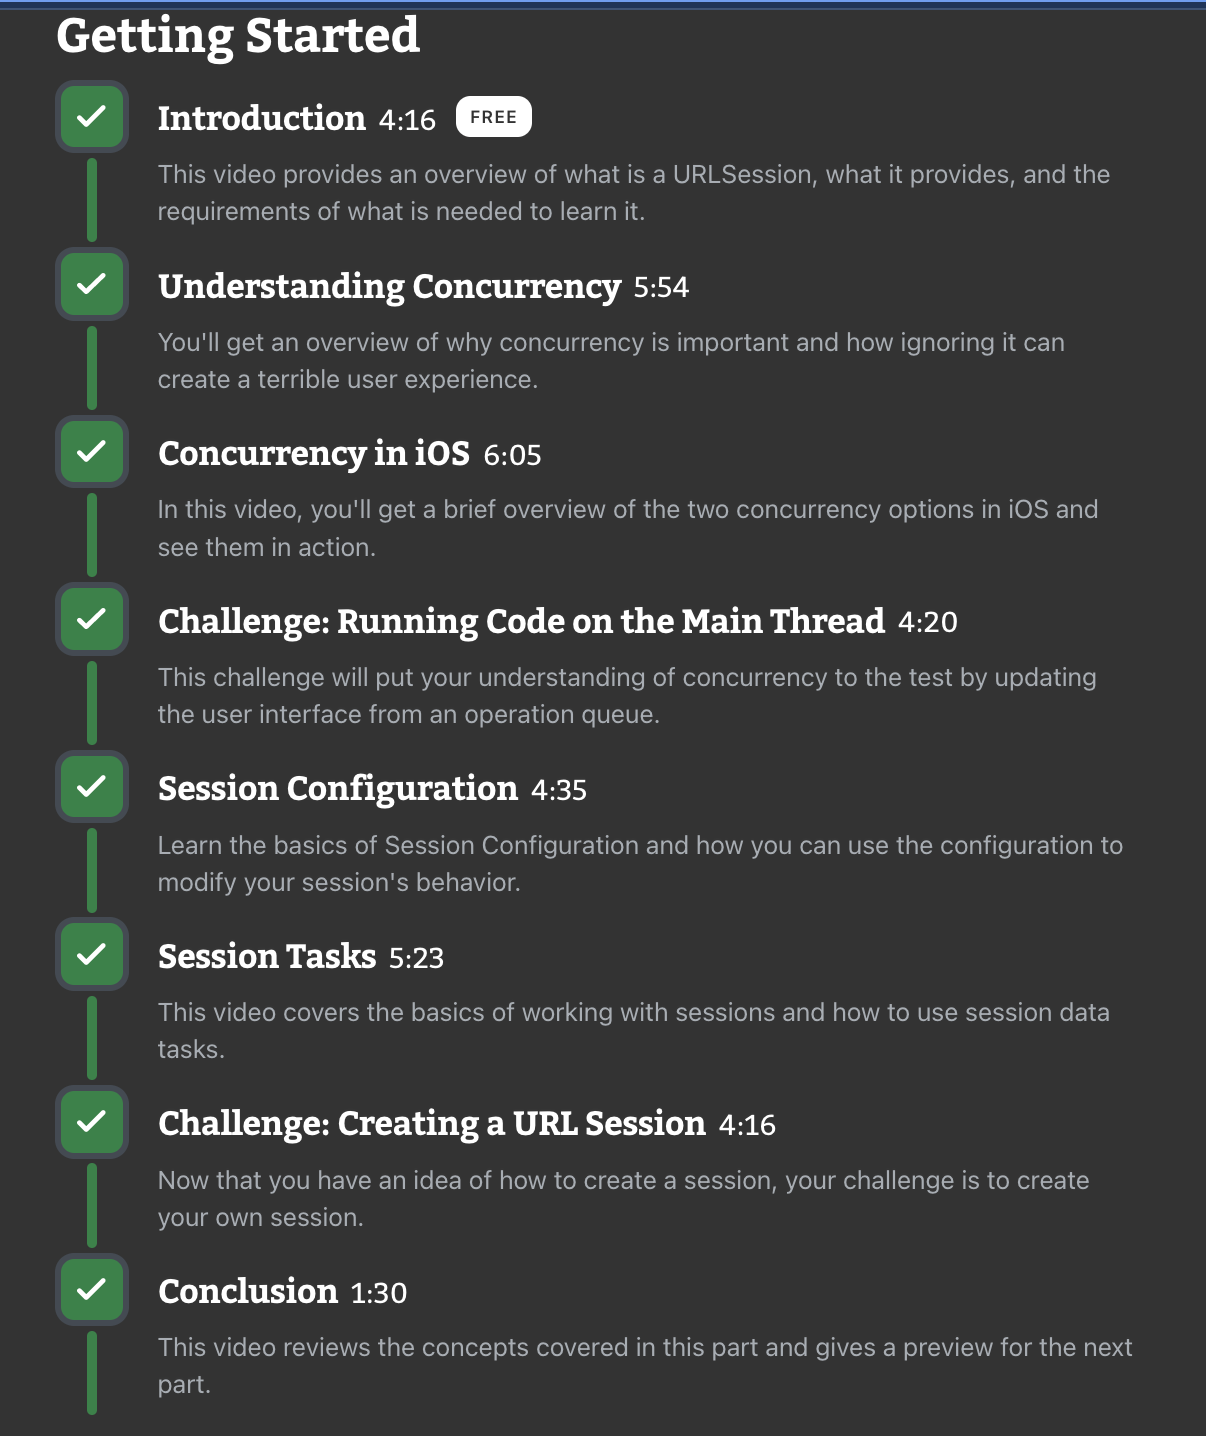 Getting Started
Introduction 4:16 FREE
This video provides an overview of what is a URLSession, what it provides, and the
requirements of what is needed to learn it.
Understanding Concurrency 5:54
You'll get an overview of why concurrency is important and how ignoring it can
create a terrible user experience.
Concurrency in iOS 6:05
In this video, you'll get a brief overview of the two concurrency options in iOS and
see them in action.
Challenge: Running Code on the Main Thread 4:20
This challenge will put your understanding of concurrency to the test by updating
the user interface from an operation queue.
Session Configuration 4:35
Learn the basics of Session Configuration and how you can use the configuration to
modify your session's behavior.
Session Tasks 5:23
This video covers the basics of working with sessions and how to use session data
tasks.
Challenge: Creating a URL Session 4:16
Now that you have an idea of how to create a session, your challenge is to create
your own session.
Conclusion 1:30
This video reviews the concepts covered in this part and gives a preview for the next
part.